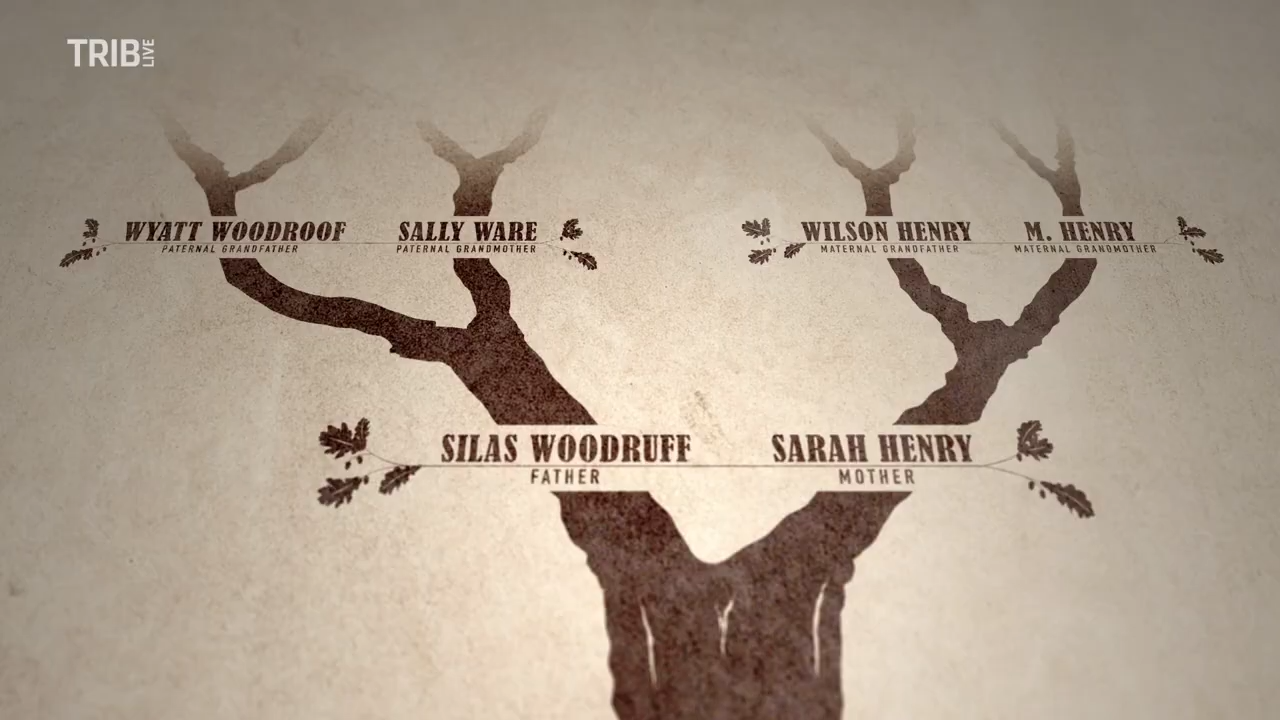 TRIB LIVE
WYATT WOODROOF SALLY WARE WILSON HENRY M. HENRY
PATERNAL GRANDFATHER PATERNAL GRANDMOTHER MATERNAL GRANDFATHER MATERNAL GRANDMOTHER
SILAS WOODRUFF SARAH HENRY
FATHER MOTHER